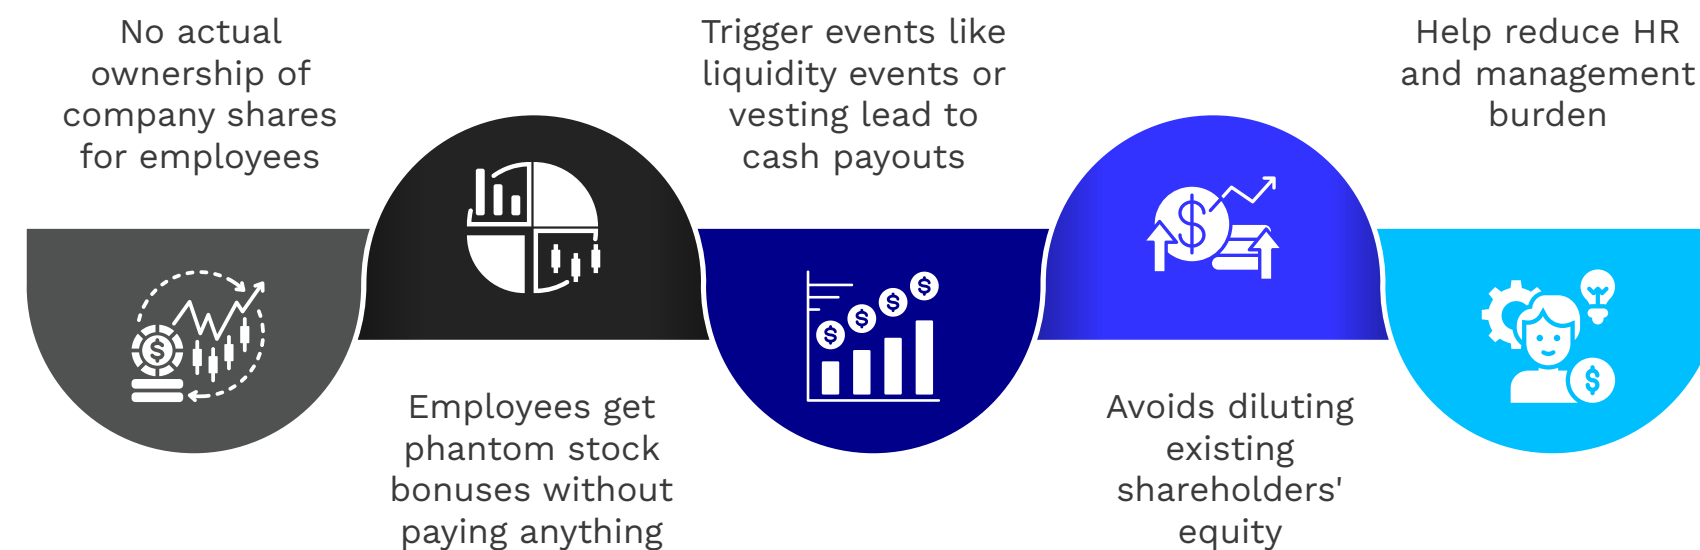 No actual
ownership of
company shares
for employees
Employees get
phantom stock
bonuses without
paying anything
Trigger events like
liquidity events or
vesting lead to
cash payouts
Avoids diluting
existing
shareholders'
equity
Help reduce HR
and management
burden